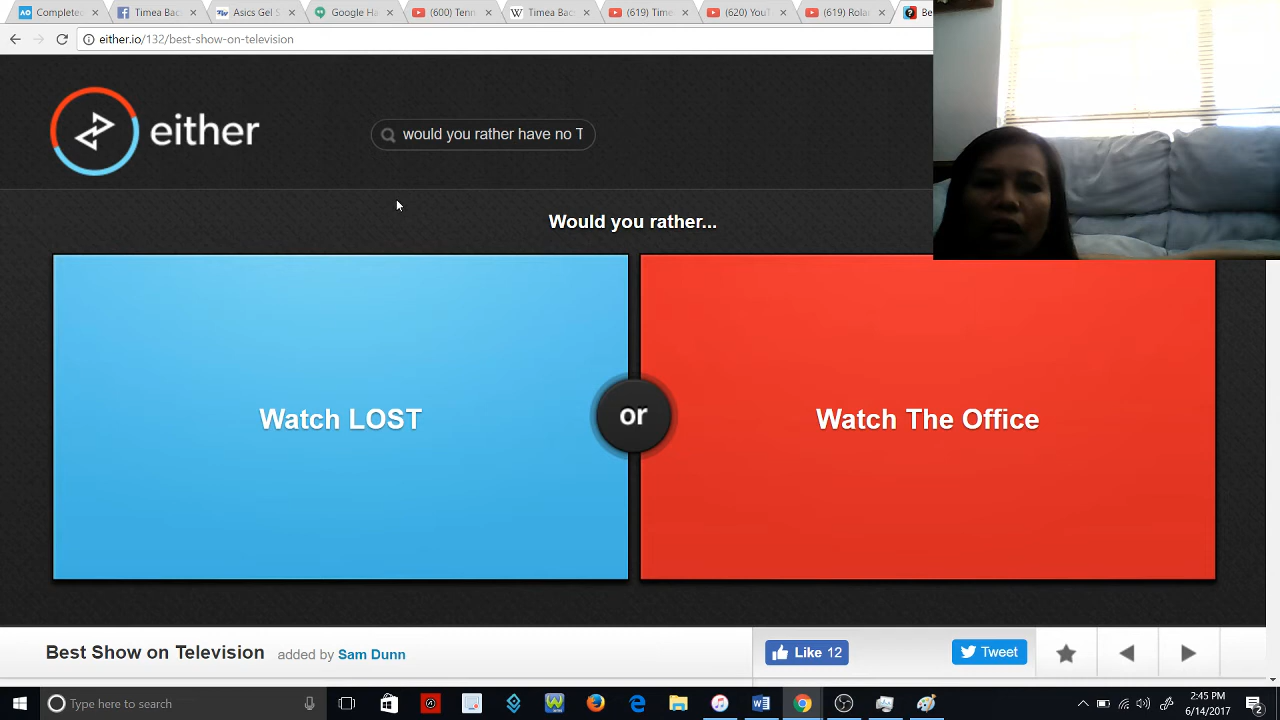 Completed
Timea Bac
Asics Gel S
Google Ha
(600) Tenn
Timea Bac
(619) Time
(620) You
(619) Rola
Be
either.io/132/best-show-on-television
either
would you rather have no T
Would you rather...
Watch LOST
or
Watch The Office
Best Show on Television added by Sam Dunn
Like 12
Tweet
Type here to search
2:45 PM
6/14/2017
2